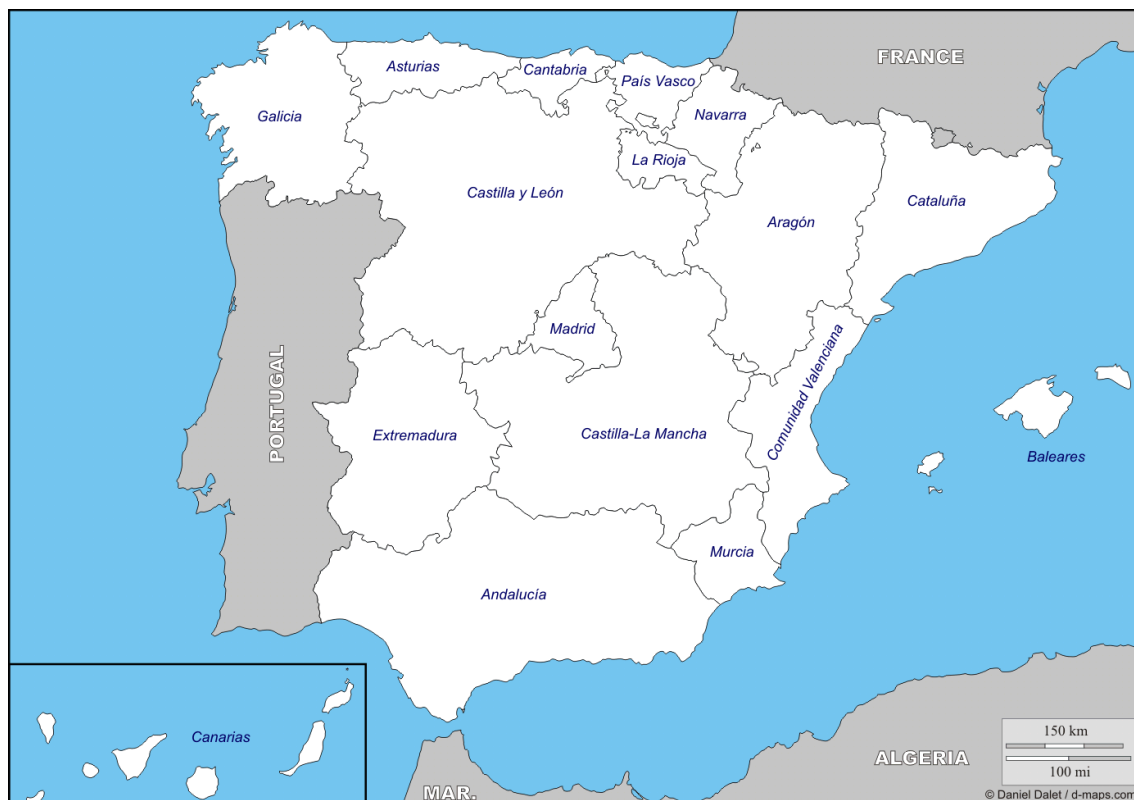 FRANCE
Asturias
Cantabria
País Vasco
Galicia
Navarra
La Rioja
Castilla y León
Cataluña
Aragón
Madrid
Comunidad Valenciana
PORTUGAL
Extremadura
Castilla-La Mancha
Baleares
Murcia
Andalucía
Canarias
150 km
ALGERIA
100 mi
MAR.
© Daniel Dalet / d-maps.com